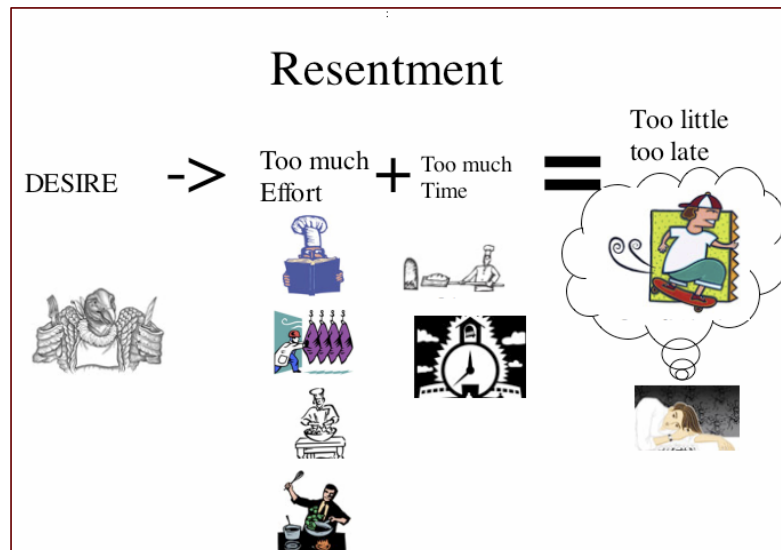 :
Resentment
DESIRE
->
Too much
Effort
+
Too much
Time
=
Too little
too late
$ $ $ $